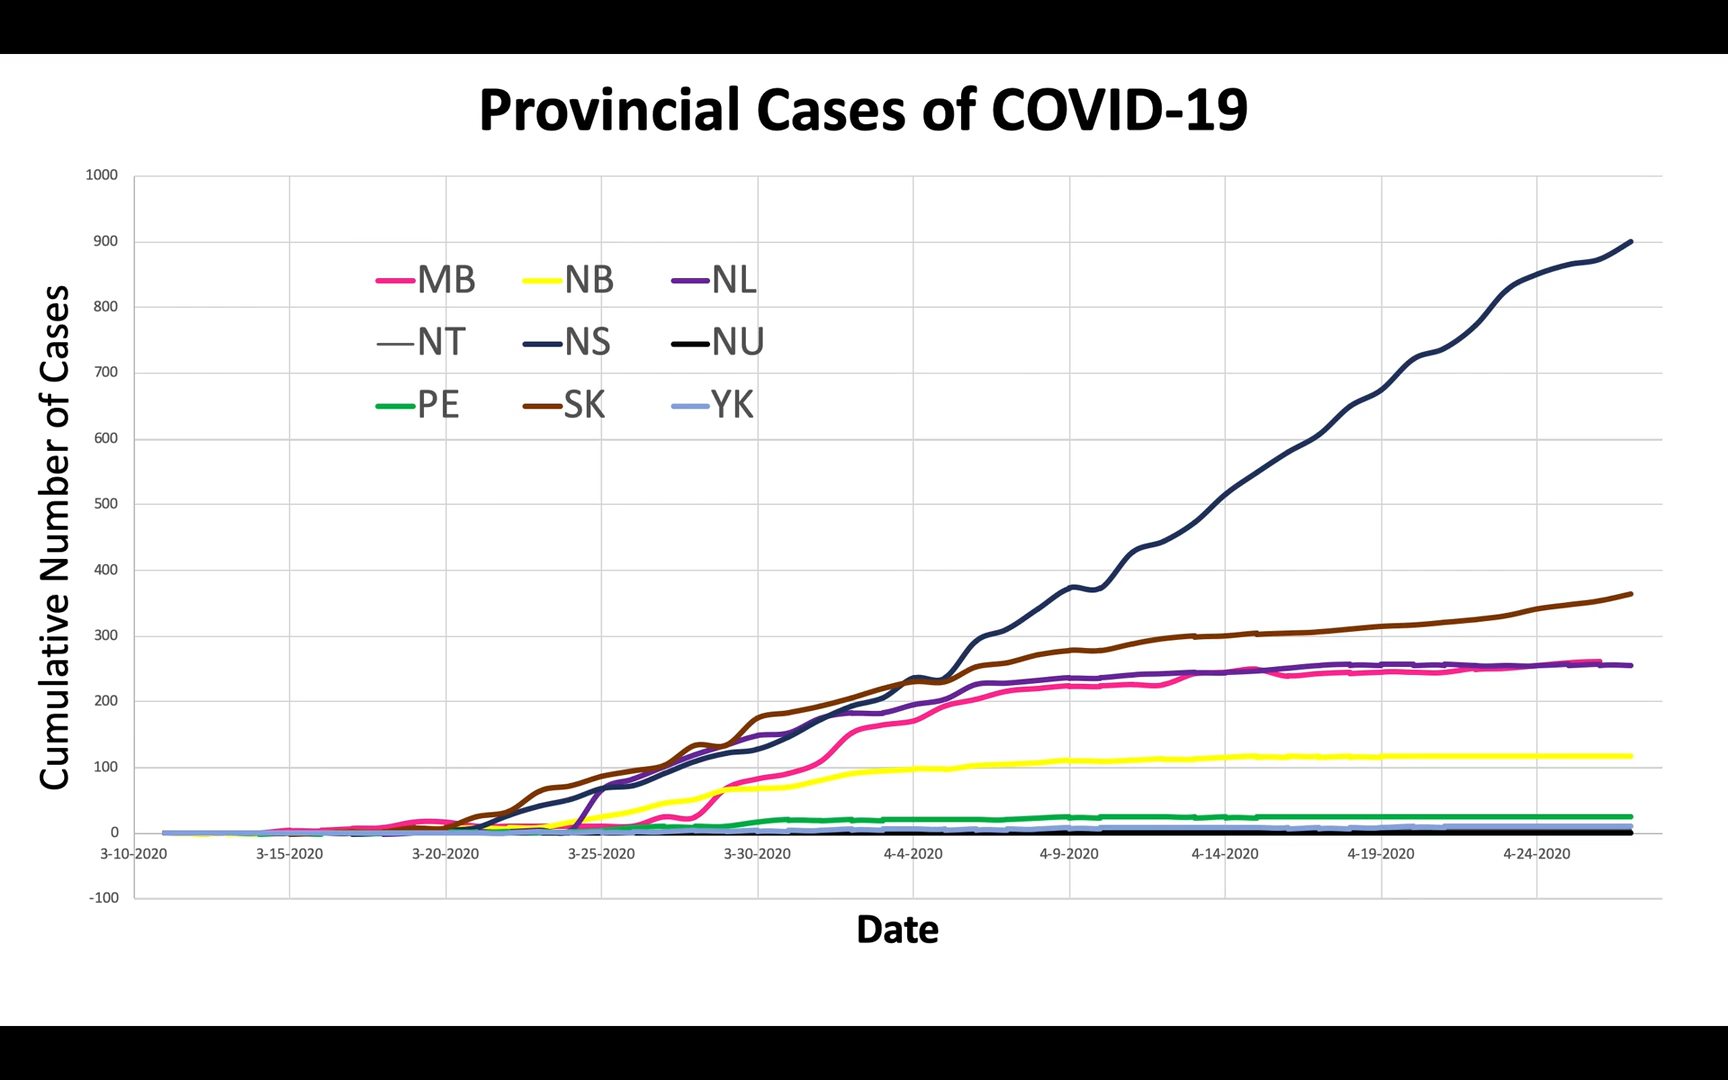 Provincial Cases of COVID-19
Cumulative Number of Cases
1000
900
800
700
600
500
400
300
200
100
0
-100
MB NB NL
NT NS NU
PE SK YK
3-10-2020 3-15-2020 3-20-2020 3-25-2020 3-30-2020 4-4-2020 4-9-2020 4-14-2020 4-19-2020 4-24-2020
Date